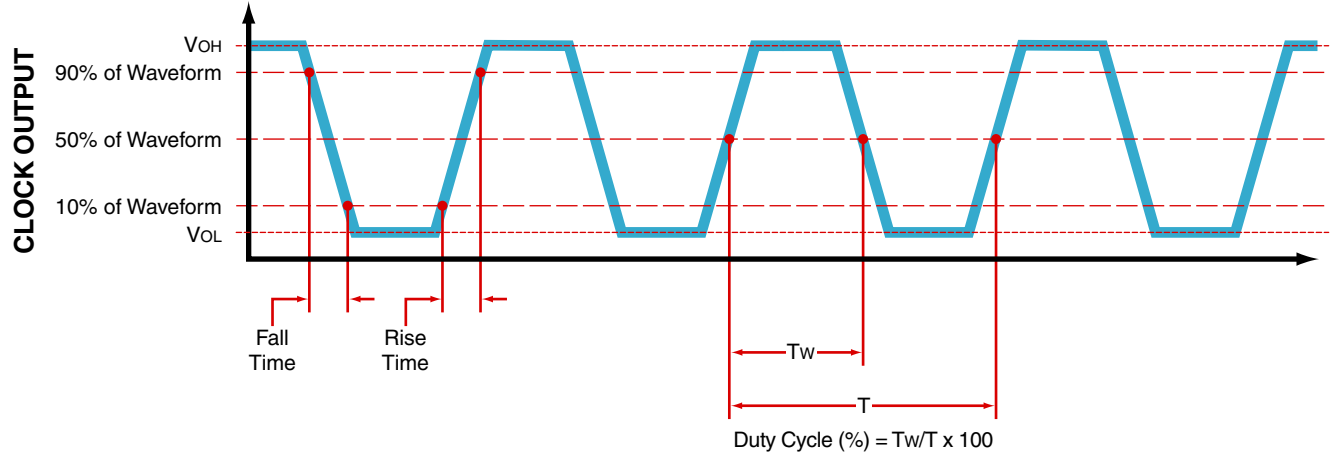 CLOCK OUTPUT
VOH
90% of Waveform
50% of Waveform
10% of Waveform
VOL
Fall
Time
Rise
Time
TW
T
Duty Cycle (%) = TW/T x 100